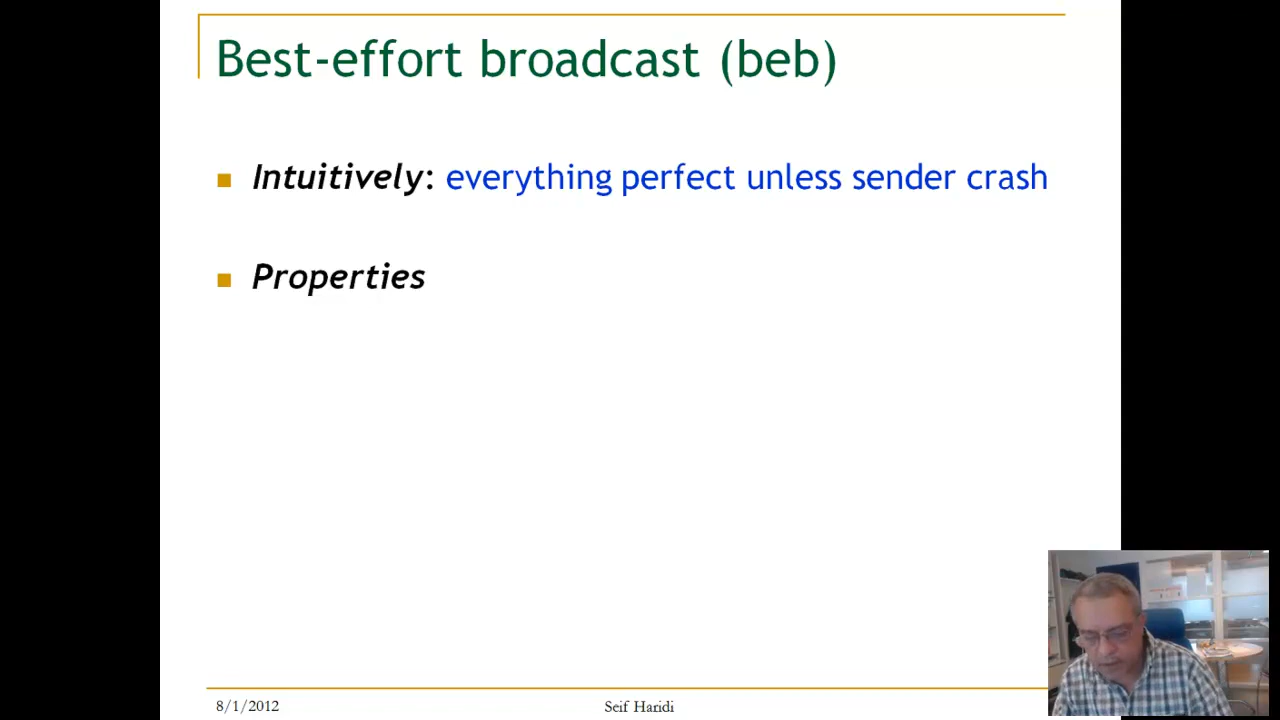 Best-effort broadcast (beb)
Intuitively: everything perfect unless sender crash
Properties
8/1/2012
Seif Haridi